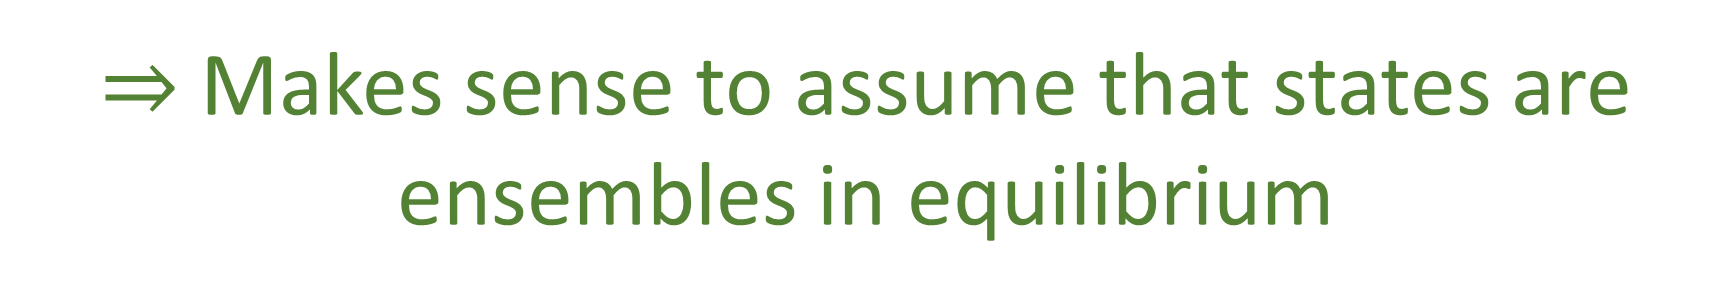 ⇒ Makes sense to assume that states are
ensembles in equilibrium